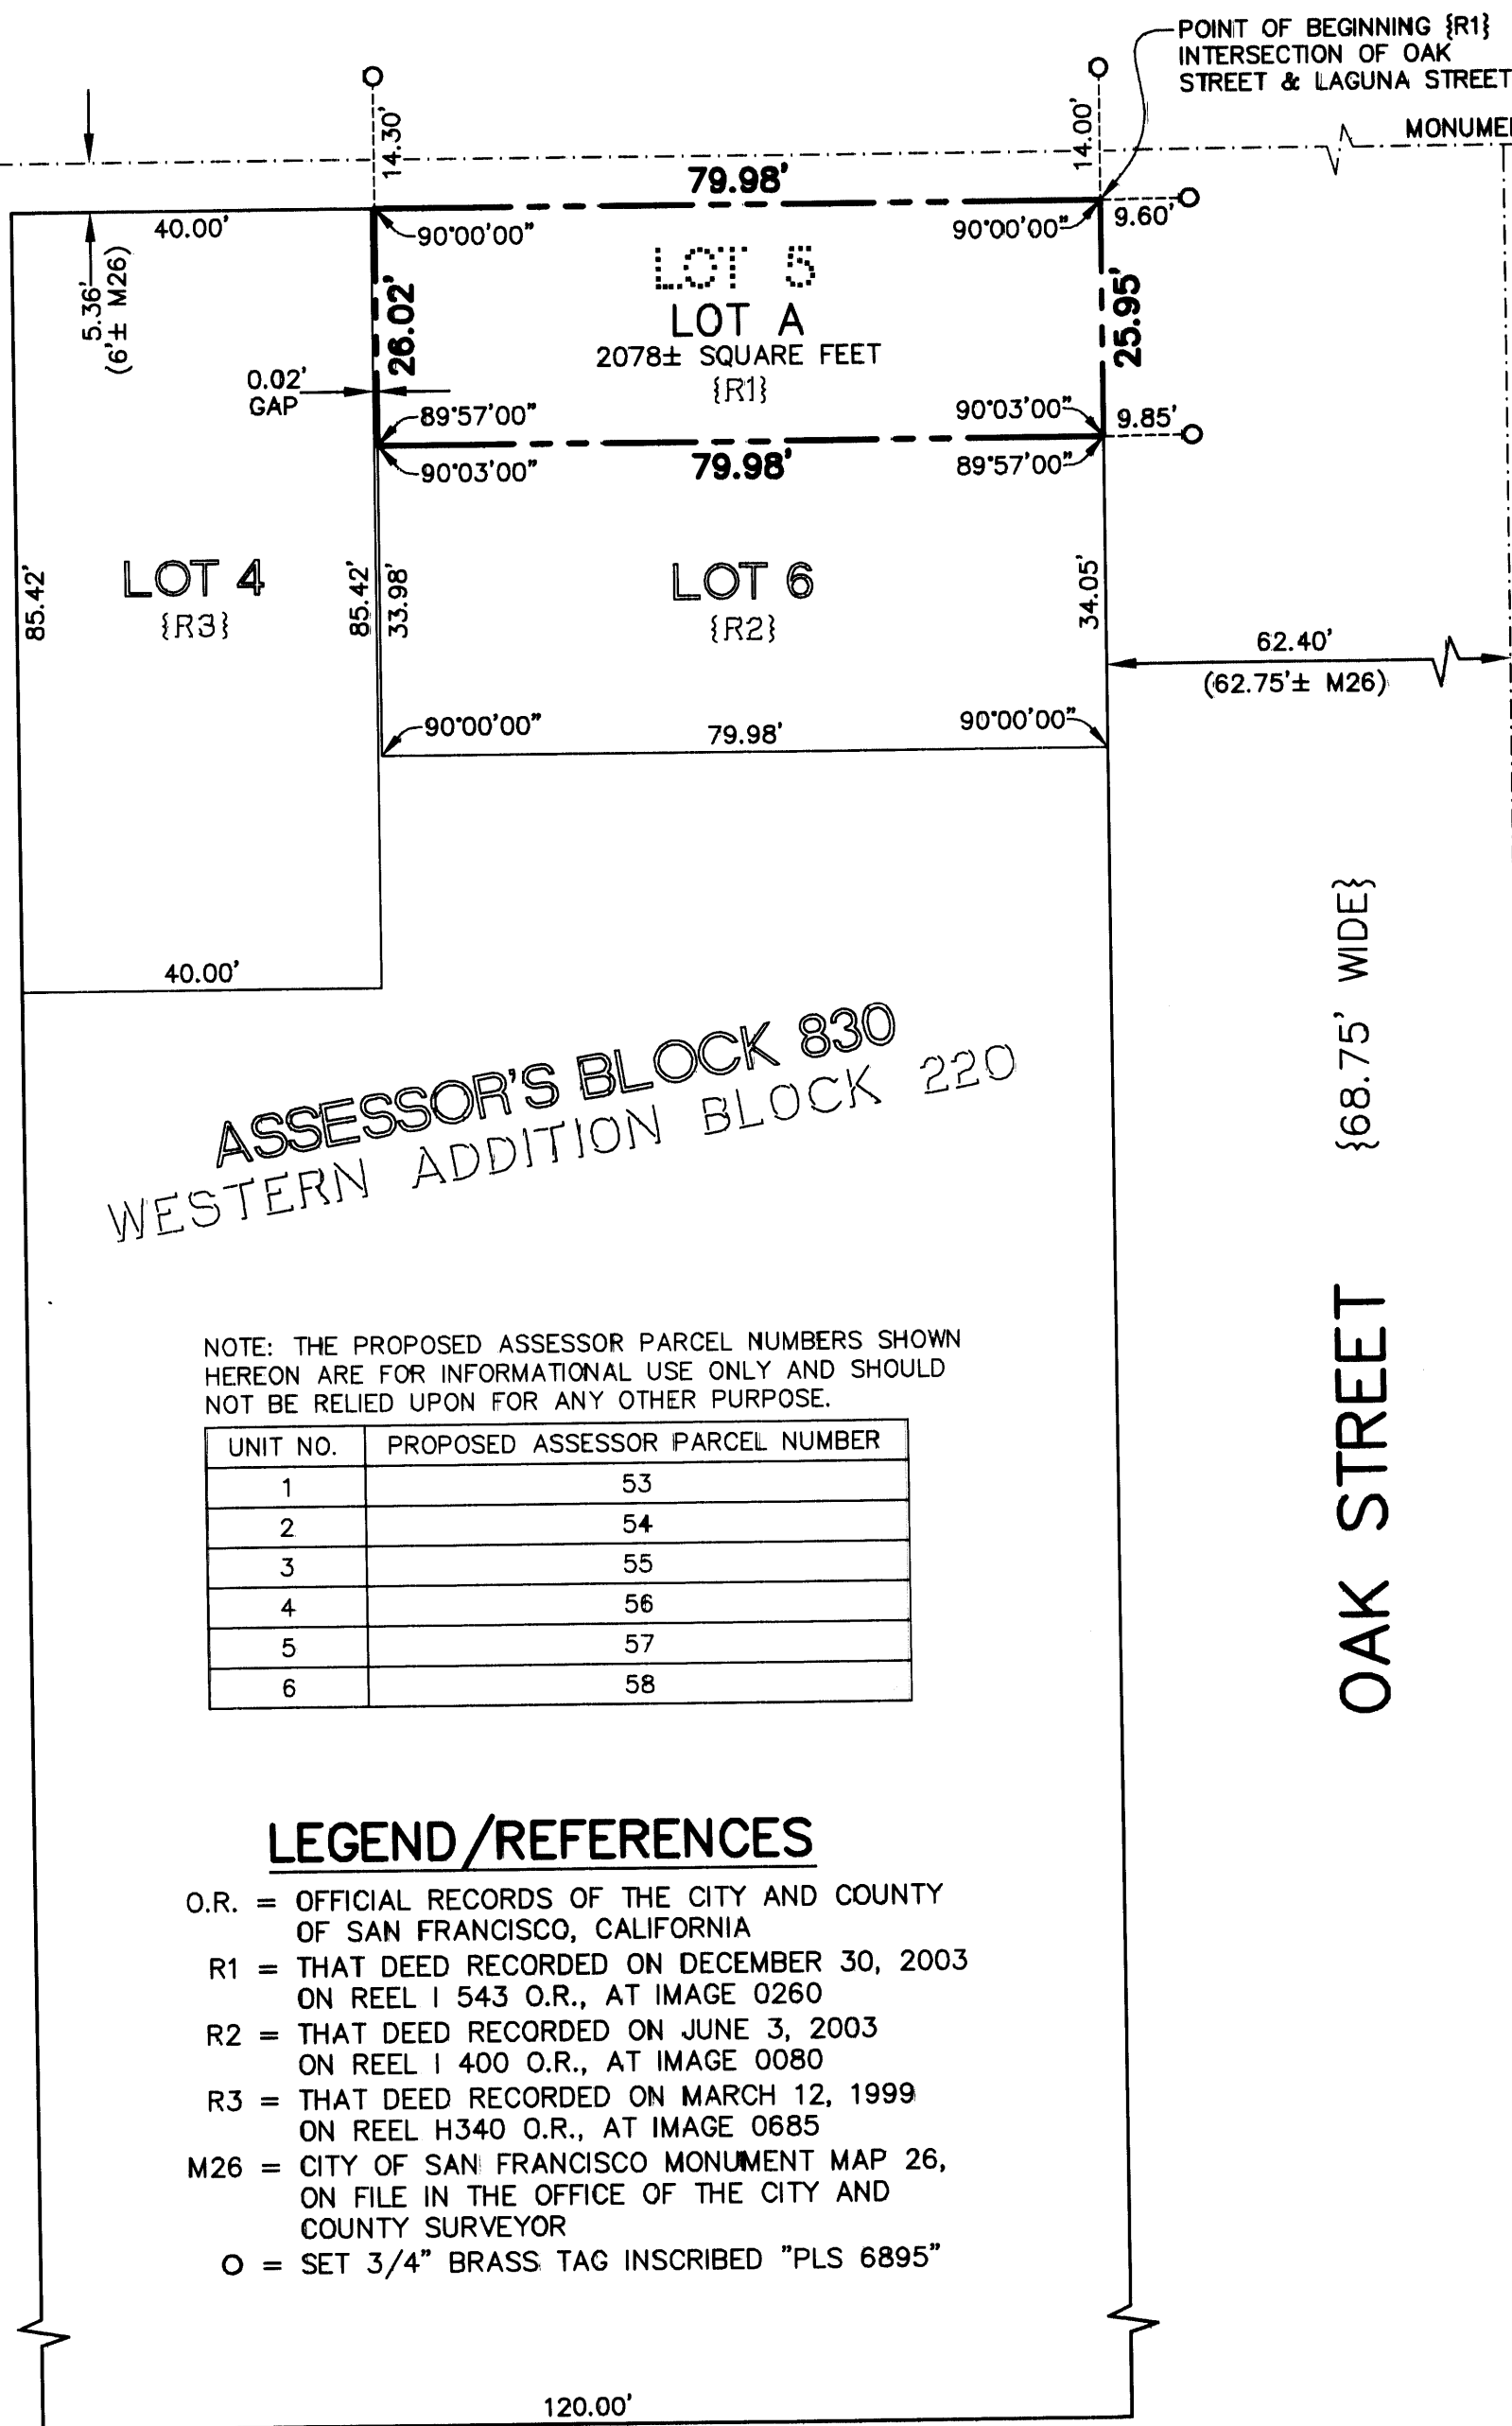 POINT OF BEGINNING {R1}
INTERSECTION OF OAK
STREET & LAGUNA STREET
14.30'
14.00'
79.98'
40.00'
90°00'00"
90°00'00"
9.60'
5.36'
(6'± M26)
26.02'
LOT 5
LOT A
2078± SQUARE FEET
{R1}
25.95'
0.02'
GAP
89°57'00"
90°03'00"
9.85'
90°03'00"
79.98'
89°57'00"
85.42'
LOT 4
{R3}
85.42'
33.98'
LOT 6
{R2}
34.05'
62.40'
(62.75'± M26)
90°00'00"
79.98'
90°00'00"
40.00'
{68.75' WIDE}
OAK STREET
ASSESSOR'S BLOCK 830
WESTERN ADDITION BLOCK 220
NOTE: THE PROPOSED ASSESSOR PARCEL NUMBERS SHOWN
HEREON ARE FOR INFORMATIONAL USE ONLY AND SHOULD
NOT BE RELIED UPON FOR ANY OTHER PURPOSE.
UNIT NO. PROPOSED ASSESSOR PARCEL NUMBER
1 53
2 54
3 55
4 56
5 57
6 58
LEGEND/REFERENCES
O.R. = OFFICIAL RECORDS OF THE CITY AND COUNTY
OF SAN FRANCISCO, CALIFORNIA
R1 = THAT DEED RECORDED ON DECEMBER 30, 2003
ON REEL I 543 O.R., AT IMAGE 0260
R2 = THAT DEED RECORDED ON JUNE 3, 2003
ON REEL I 400 O.R., AT IMAGE 0080
R3 = THAT DEED RECORDED ON MARCH 12, 1999
ON REEL H340 O.R., AT IMAGE 0685
M26 = CITY OF SAN FRANCISCO MONUMENT MAP 26,
ON FILE IN THE OFFICE OF THE CITY AND
COUNTY SURVEYOR
O = SET 3/4" BRASS TAG INSCRIBED "PLS 6895"
120.00'